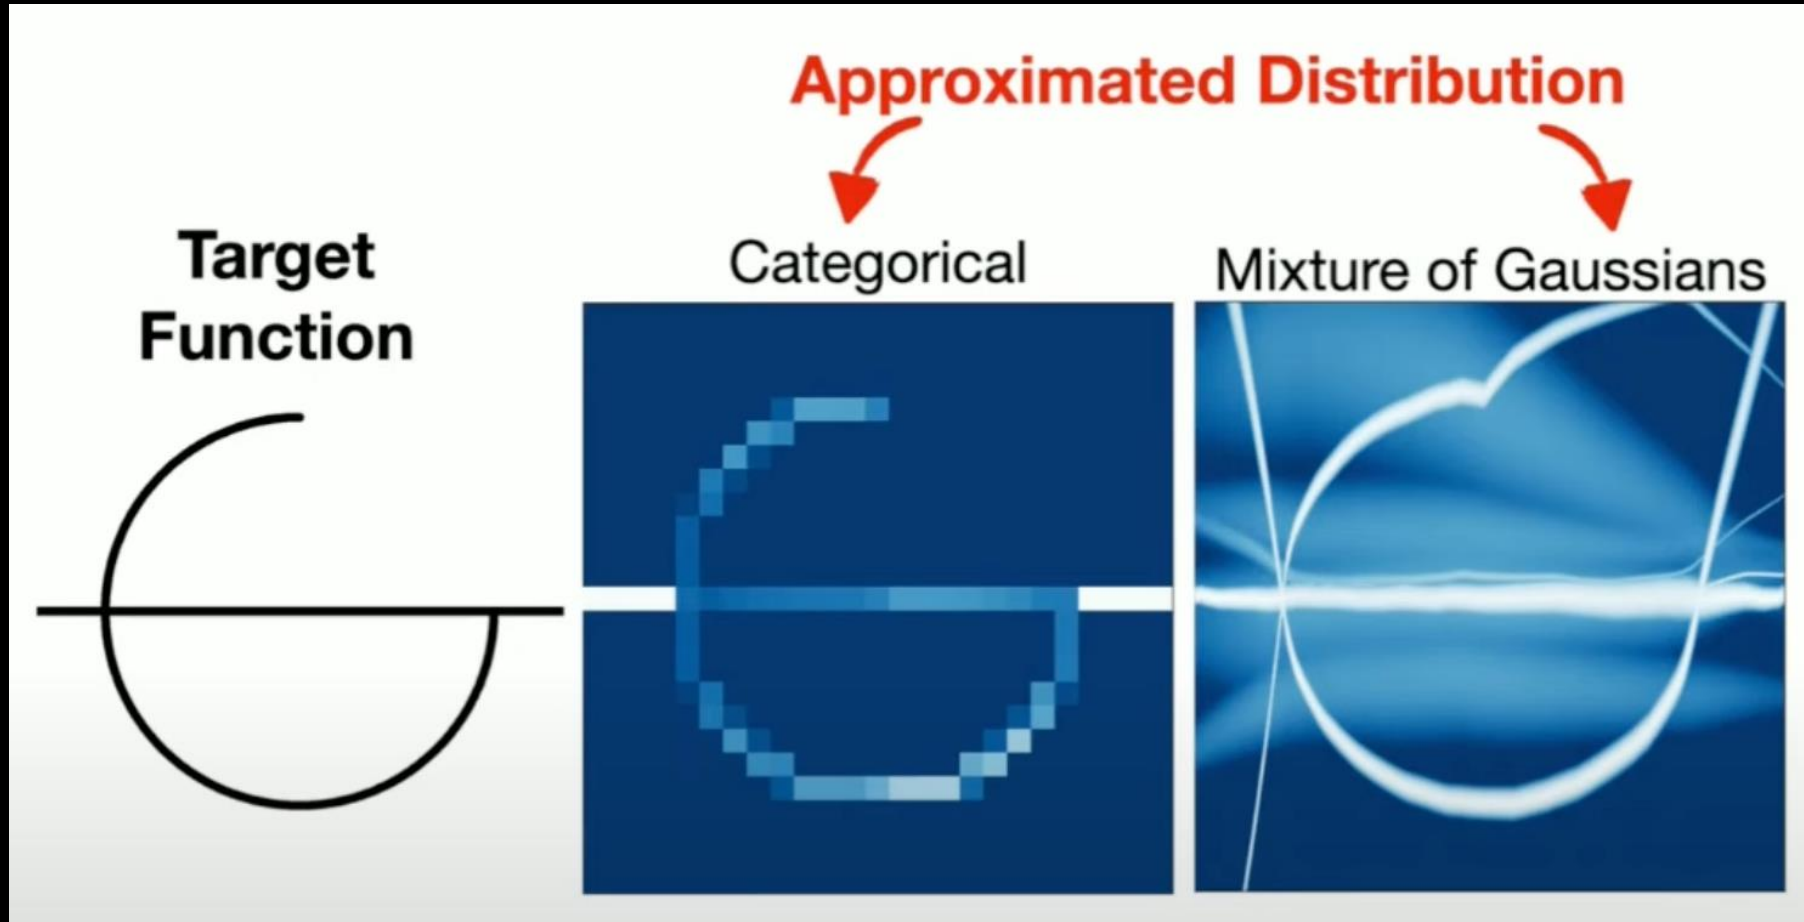 Approximated Distribution
Target
Function
Categorical
Mixture of Gaussians